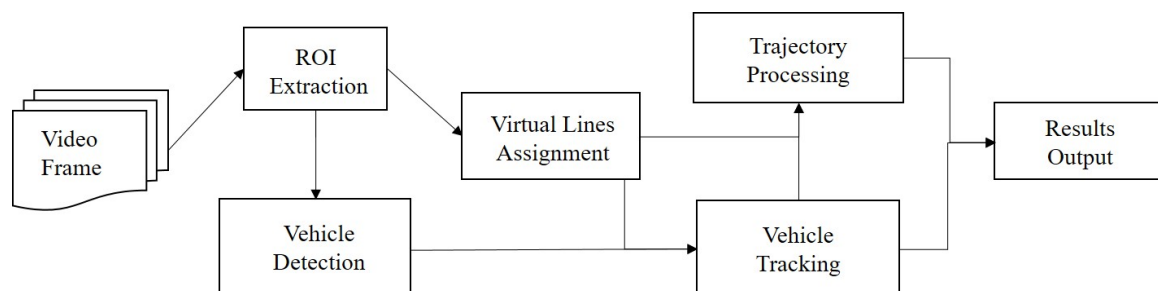 Video
Frame
ROI
Extraction
Vehicle
Detection
Virtual Lines
Assignment
Trajectory
Processing
Vehicle
Tracking
Results
Output